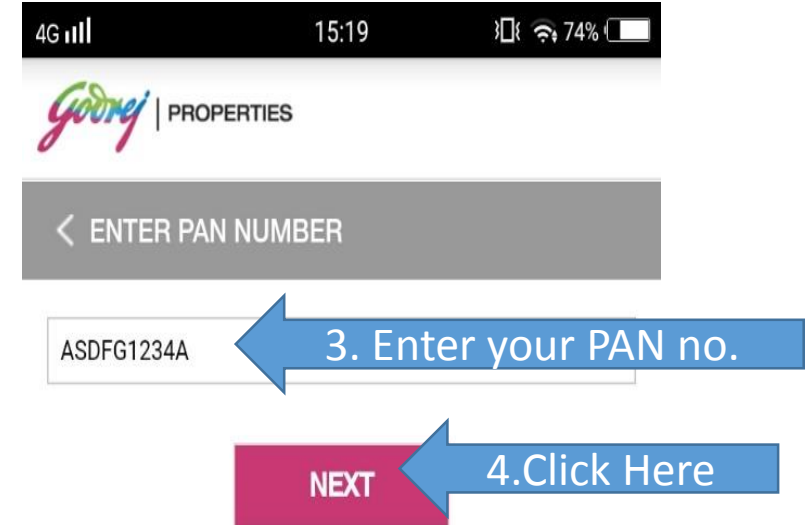 4G 15:19 74%
Godrej | PROPERTIES
< ENTER PAN NUMBER
ASDFG1234A 3. Enter your PAN no.
NEXT 4.Click Here